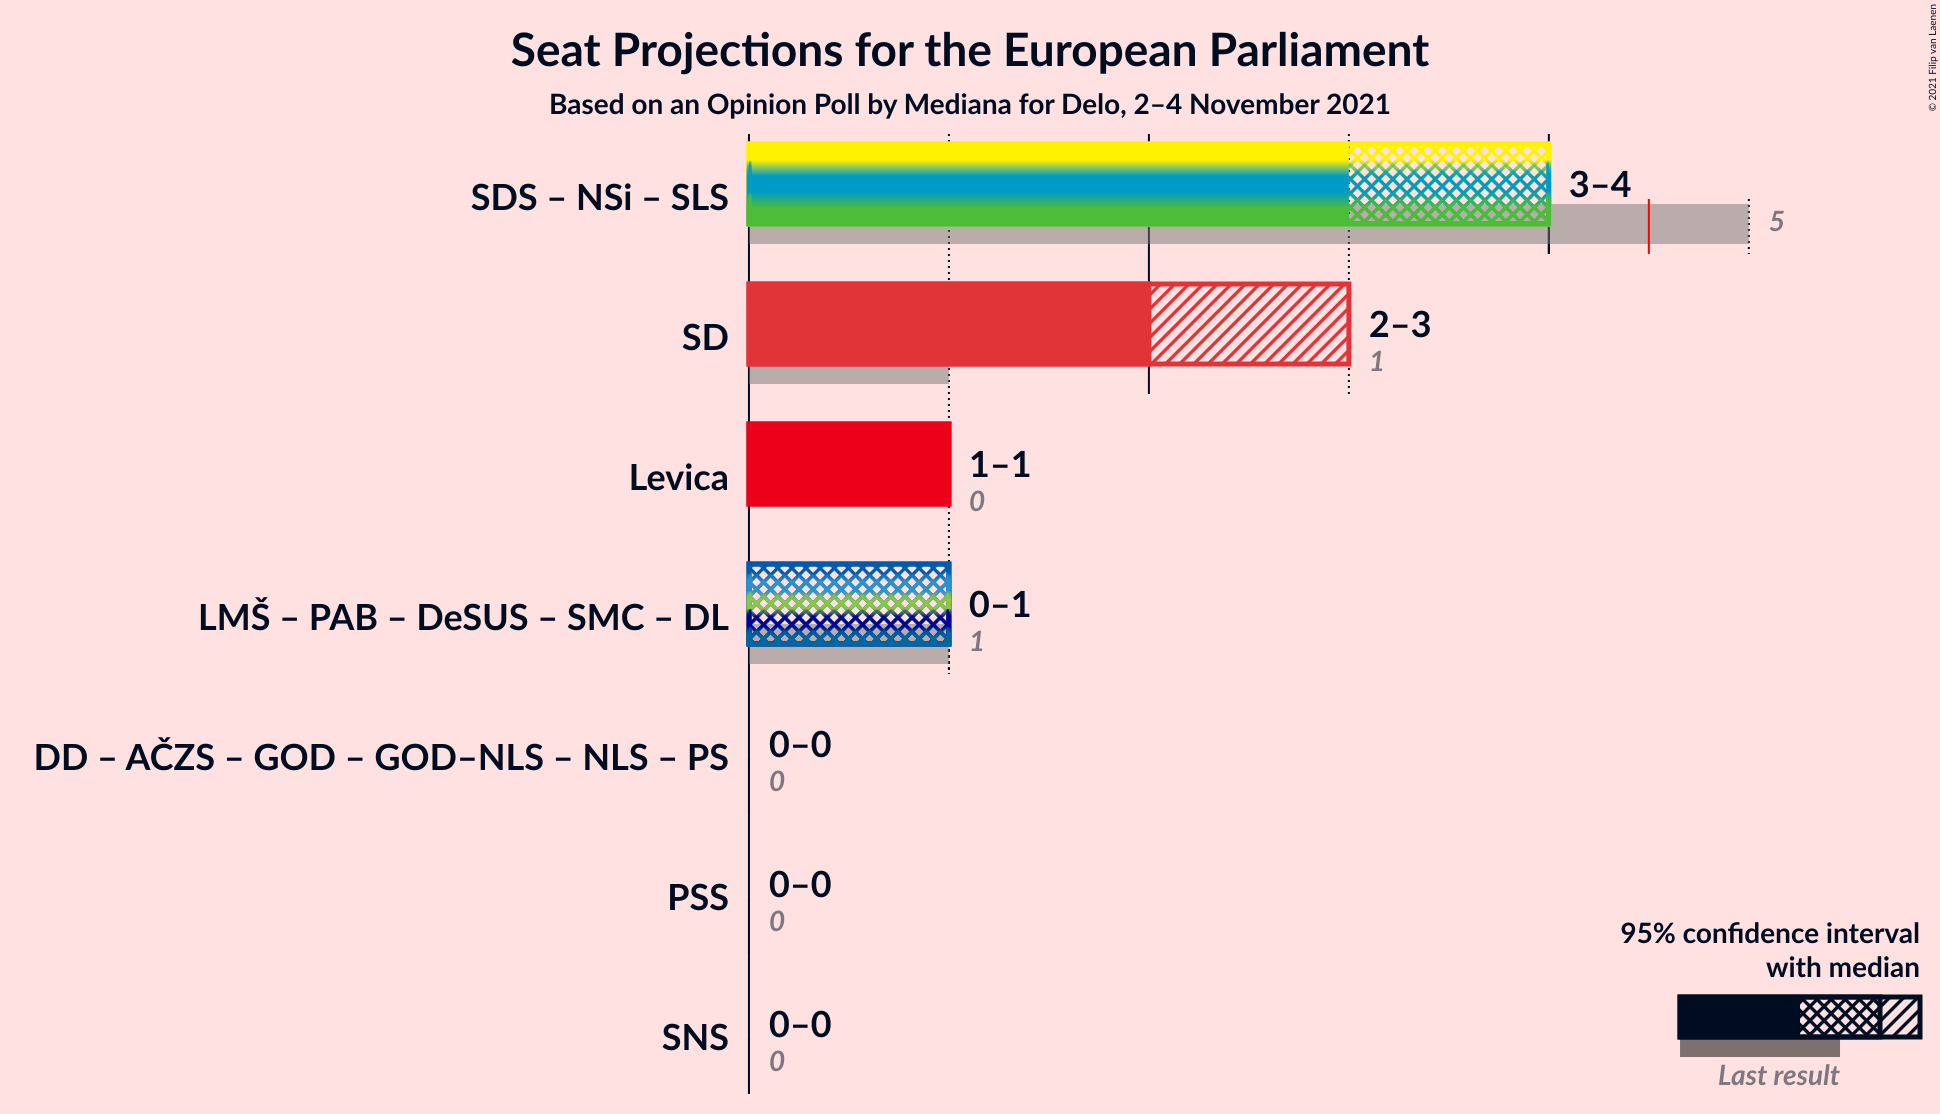 Seat Projections for the European Parliament
Based on an Opinion Poll by Mediana for Delo, 2–4 November 2021
© 2021 Filip van Laenen
SDS – NSi – SLS
3–4
5
SD
2–3
1
Levica
1–1
0
LMŠ – PAB – DeSUS – SMC – DL
0–1
1
DD – AČZS – GOD – GOD–NLS – NLS – PS
0–0
0
PSS
0–0
0
SNS
0–0
0
95% confidence interval
with median
Last result